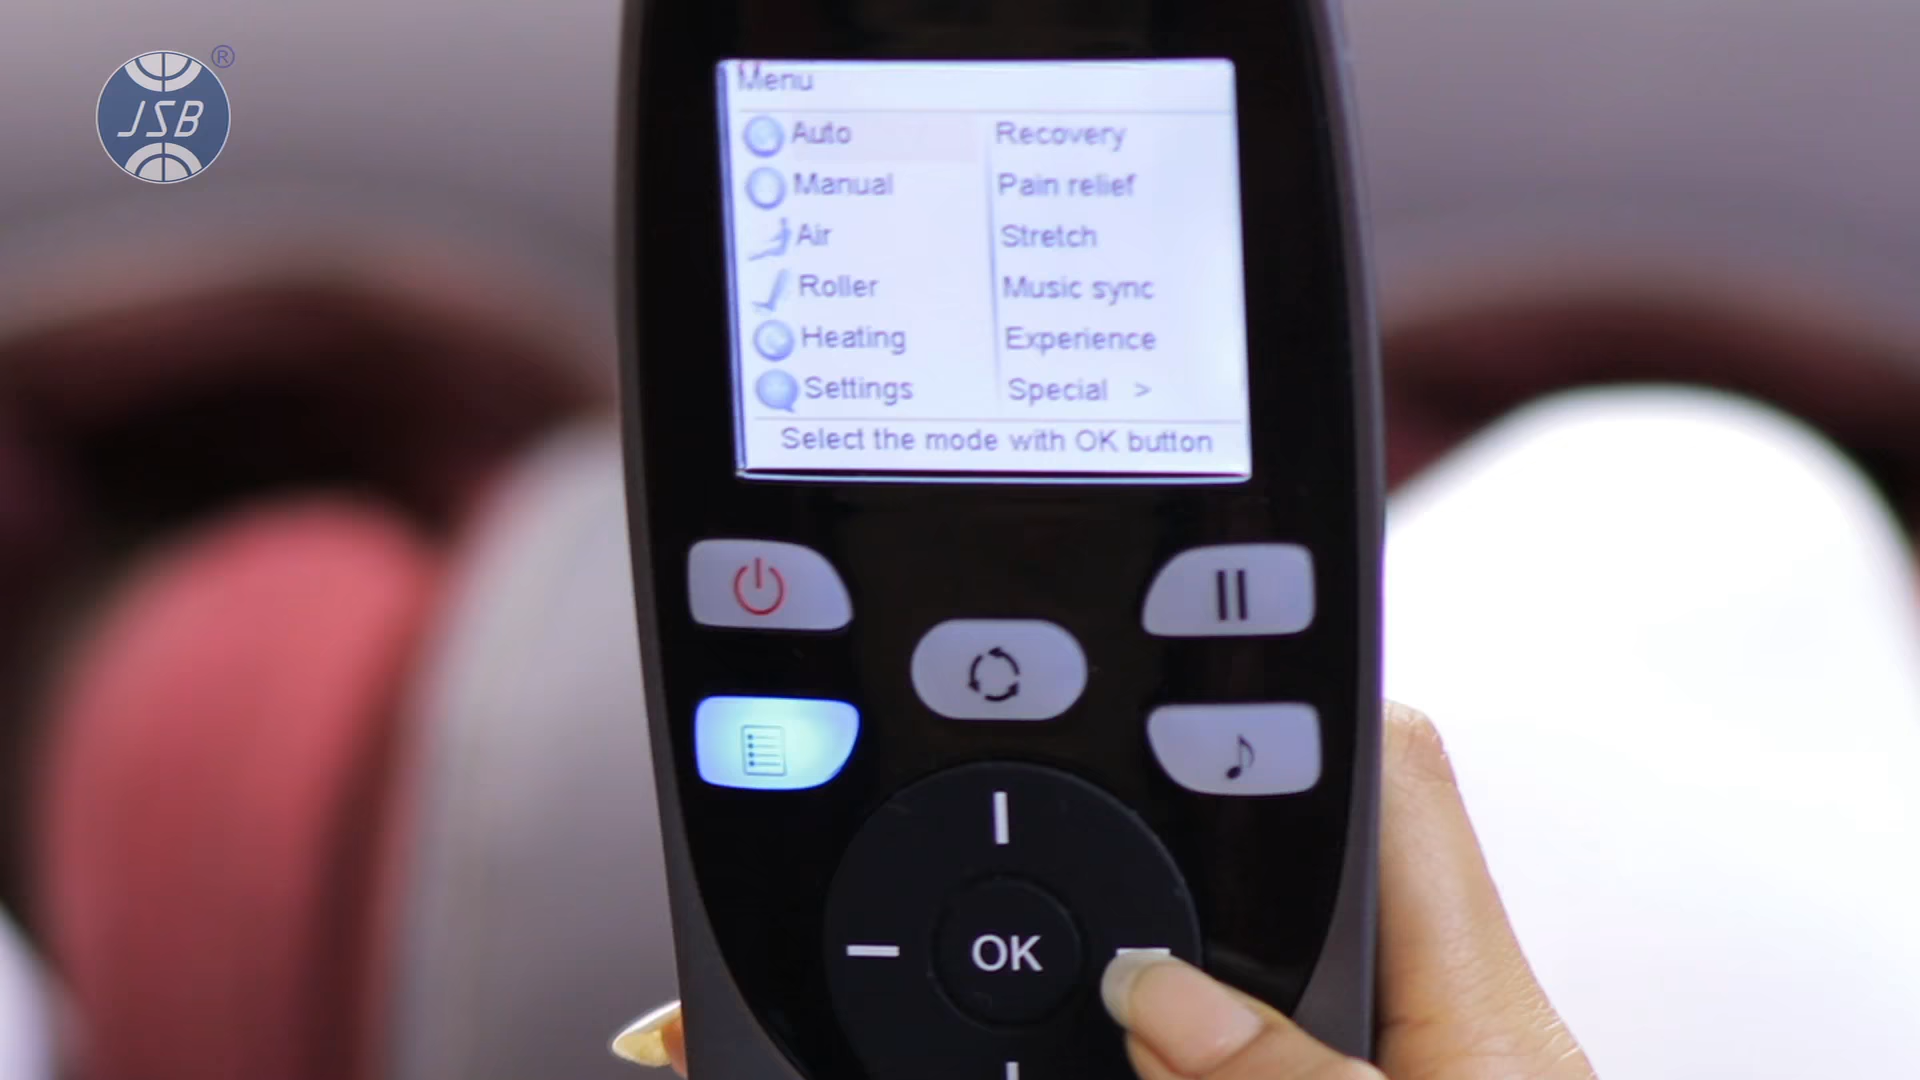 JSB ®
Menu
Auto
Manual
Air
Roller
Heating
Settings
Recovery
Pain relief
Stretch
Music sync
Experience
Special >
Select the mode with OK button
OK